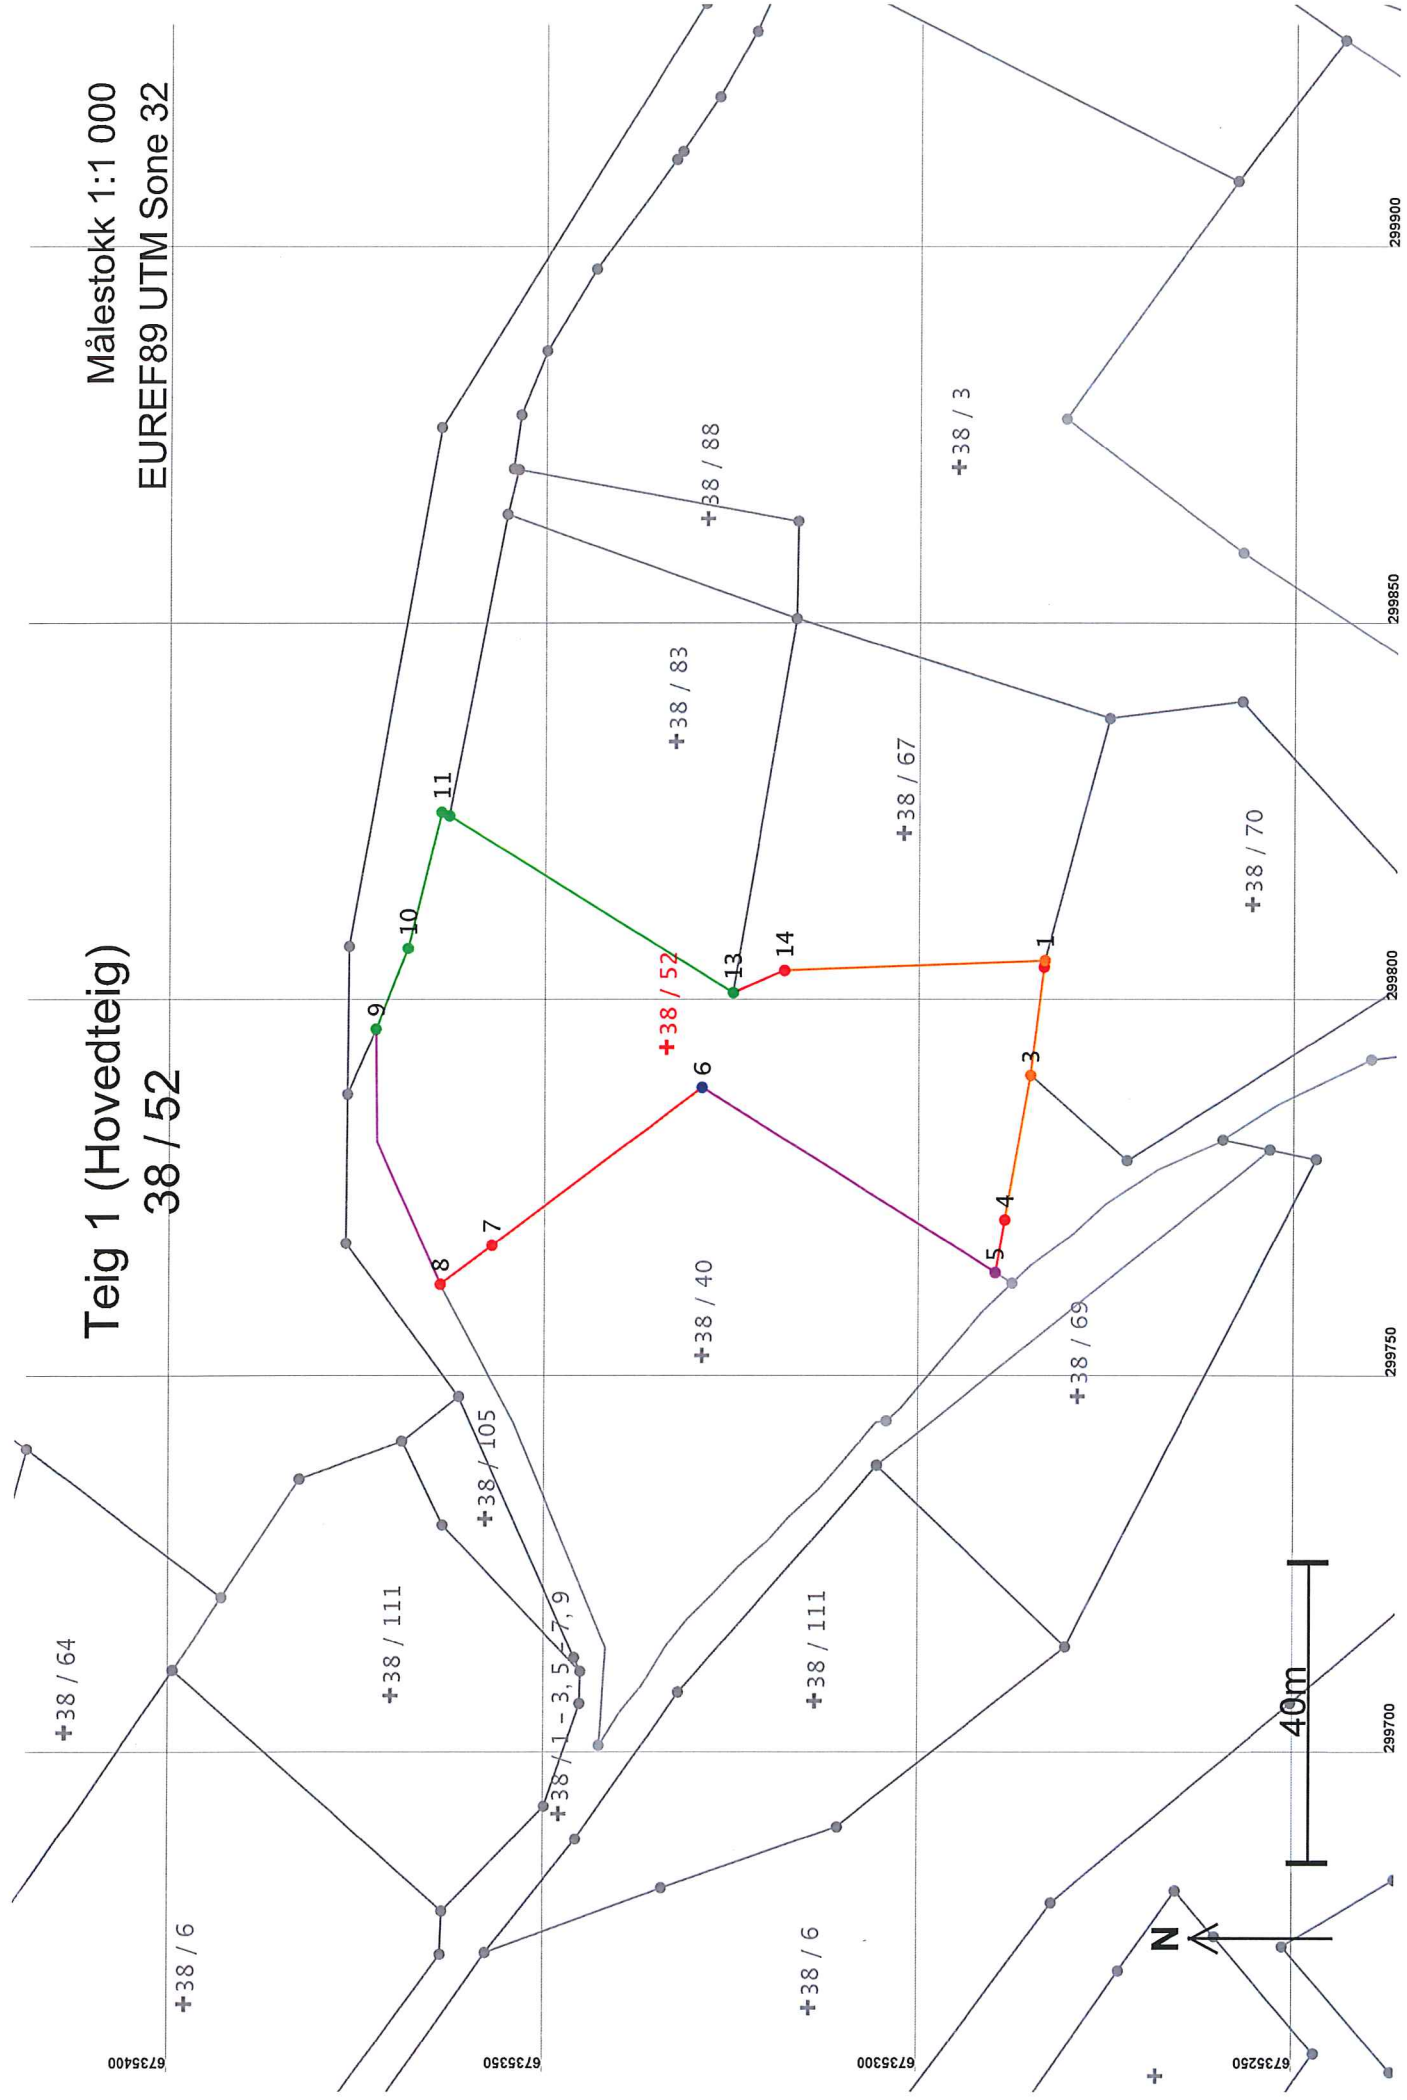 Målestokk 1:1 000
EUREF89 UTM Sone 32
Teig 1 (Hovedteig)
38 / 52
+38 / 64
+38 / 6
+38 / 111
+38 / 105
+38 / 1 - 3, 5 - 7, 9
+38 / 40
+38 / 52
+38 / 83
+38 / 88
+38 / 3
+38 / 67
+38 / 70
+38 / 69
+38 / 111
+38 / 6
+
8
7
9
10
11
6
13
14
5
4
3
1
6735400
6735350
6735300
6735250
299700
299750
299800
299850
299900
N
40m